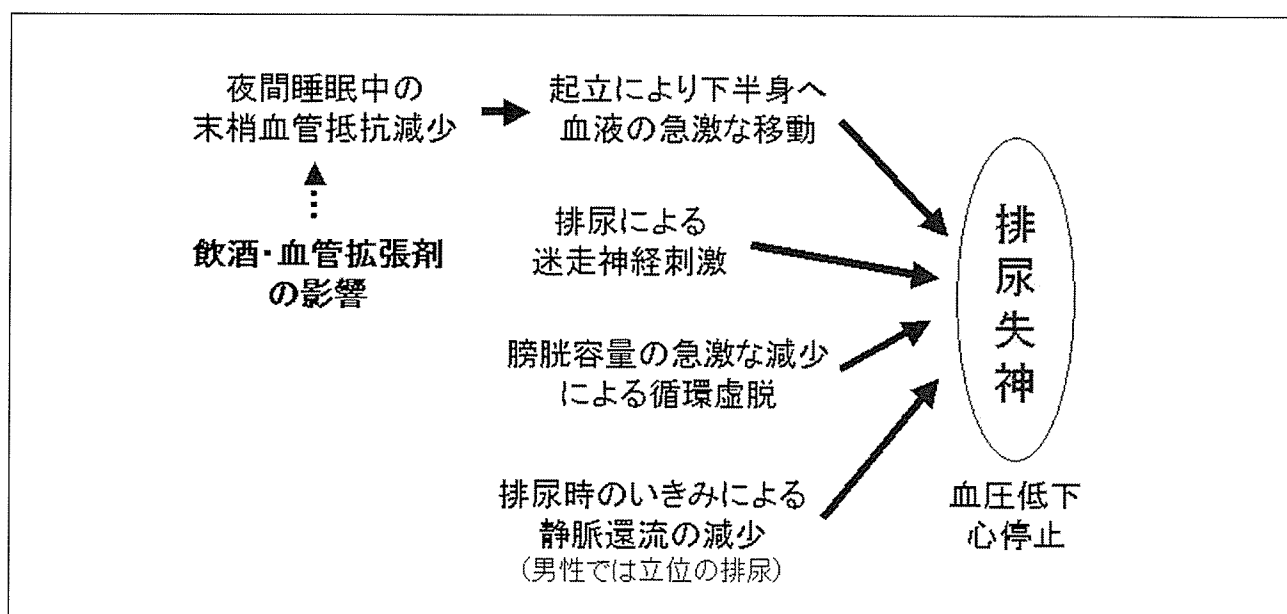 夜間睡眠中の
末梢血管抵抗減少
起立により下半身へ
血液の急激な移動
飲酒・血管拡張剤
の影響
排尿による
迷走神経刺激
膀胱容量の急激な減少
による循環虚脱
排尿時のいきみによる
静脈還流の減少
(男性では立位の排尿)
排尿失神
血圧低下
心停止